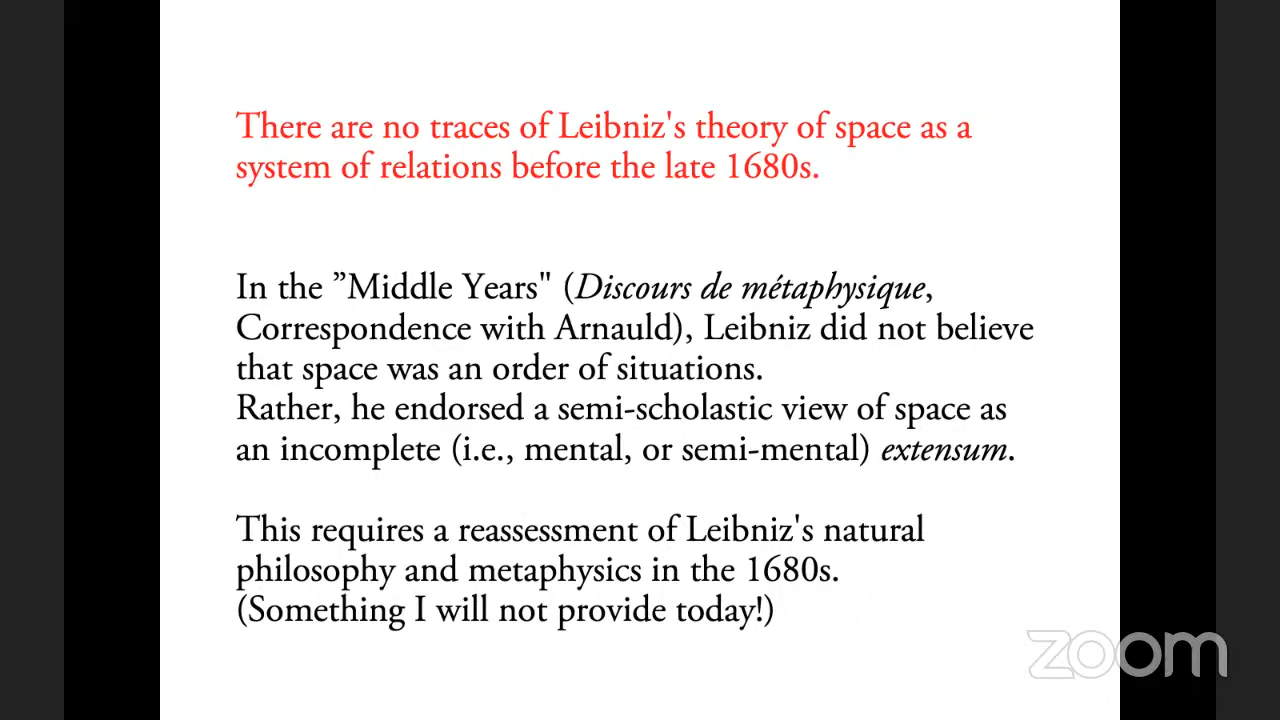 There are no traces of Leibniz's theory of space as a
system of relations before the late 1680s.
In the ”Middle Years" (Discours de métaphysique,
Correspondence with Arnauld), Leibniz did not believe
that space was an order of situations.
Rather, he endorsed a semi-scholastic view of space as
an incomplete (i.e., mental, or semi-mental) extensum.
This requires a reassessment of Leibniz's natural
philosophy and metaphysics in the 1680s.
(Something I will not provide today!)
zoom